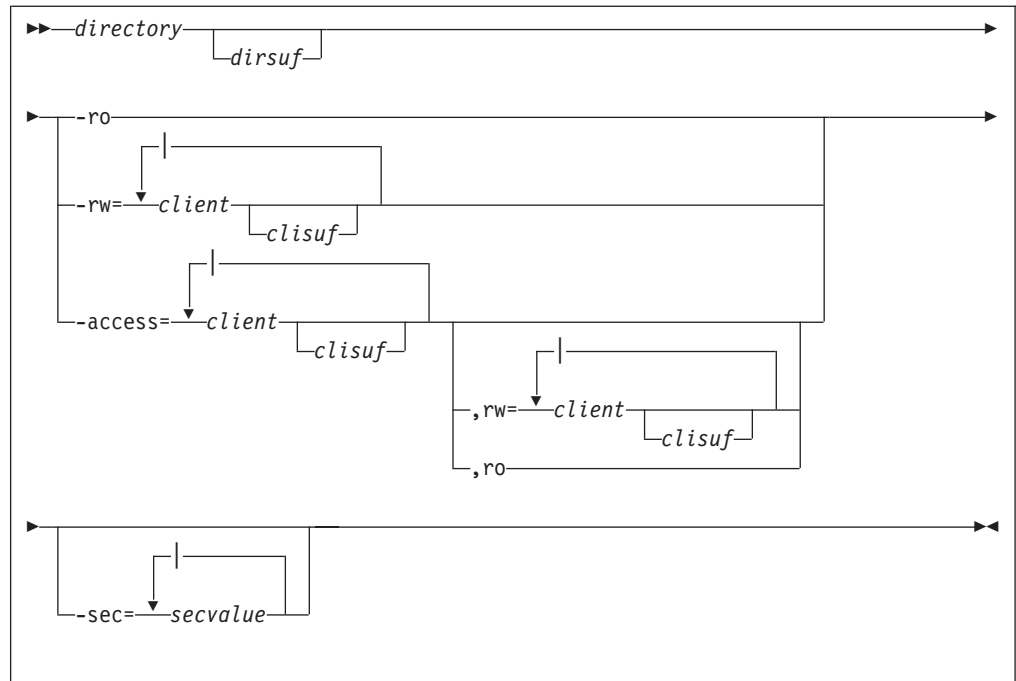 directory
dirsuf
-ro
|
-rw= client
clisuf
|
-access= client
clisuf
|
,rw= client
clisuf
,ro
|
-sec= secvalue